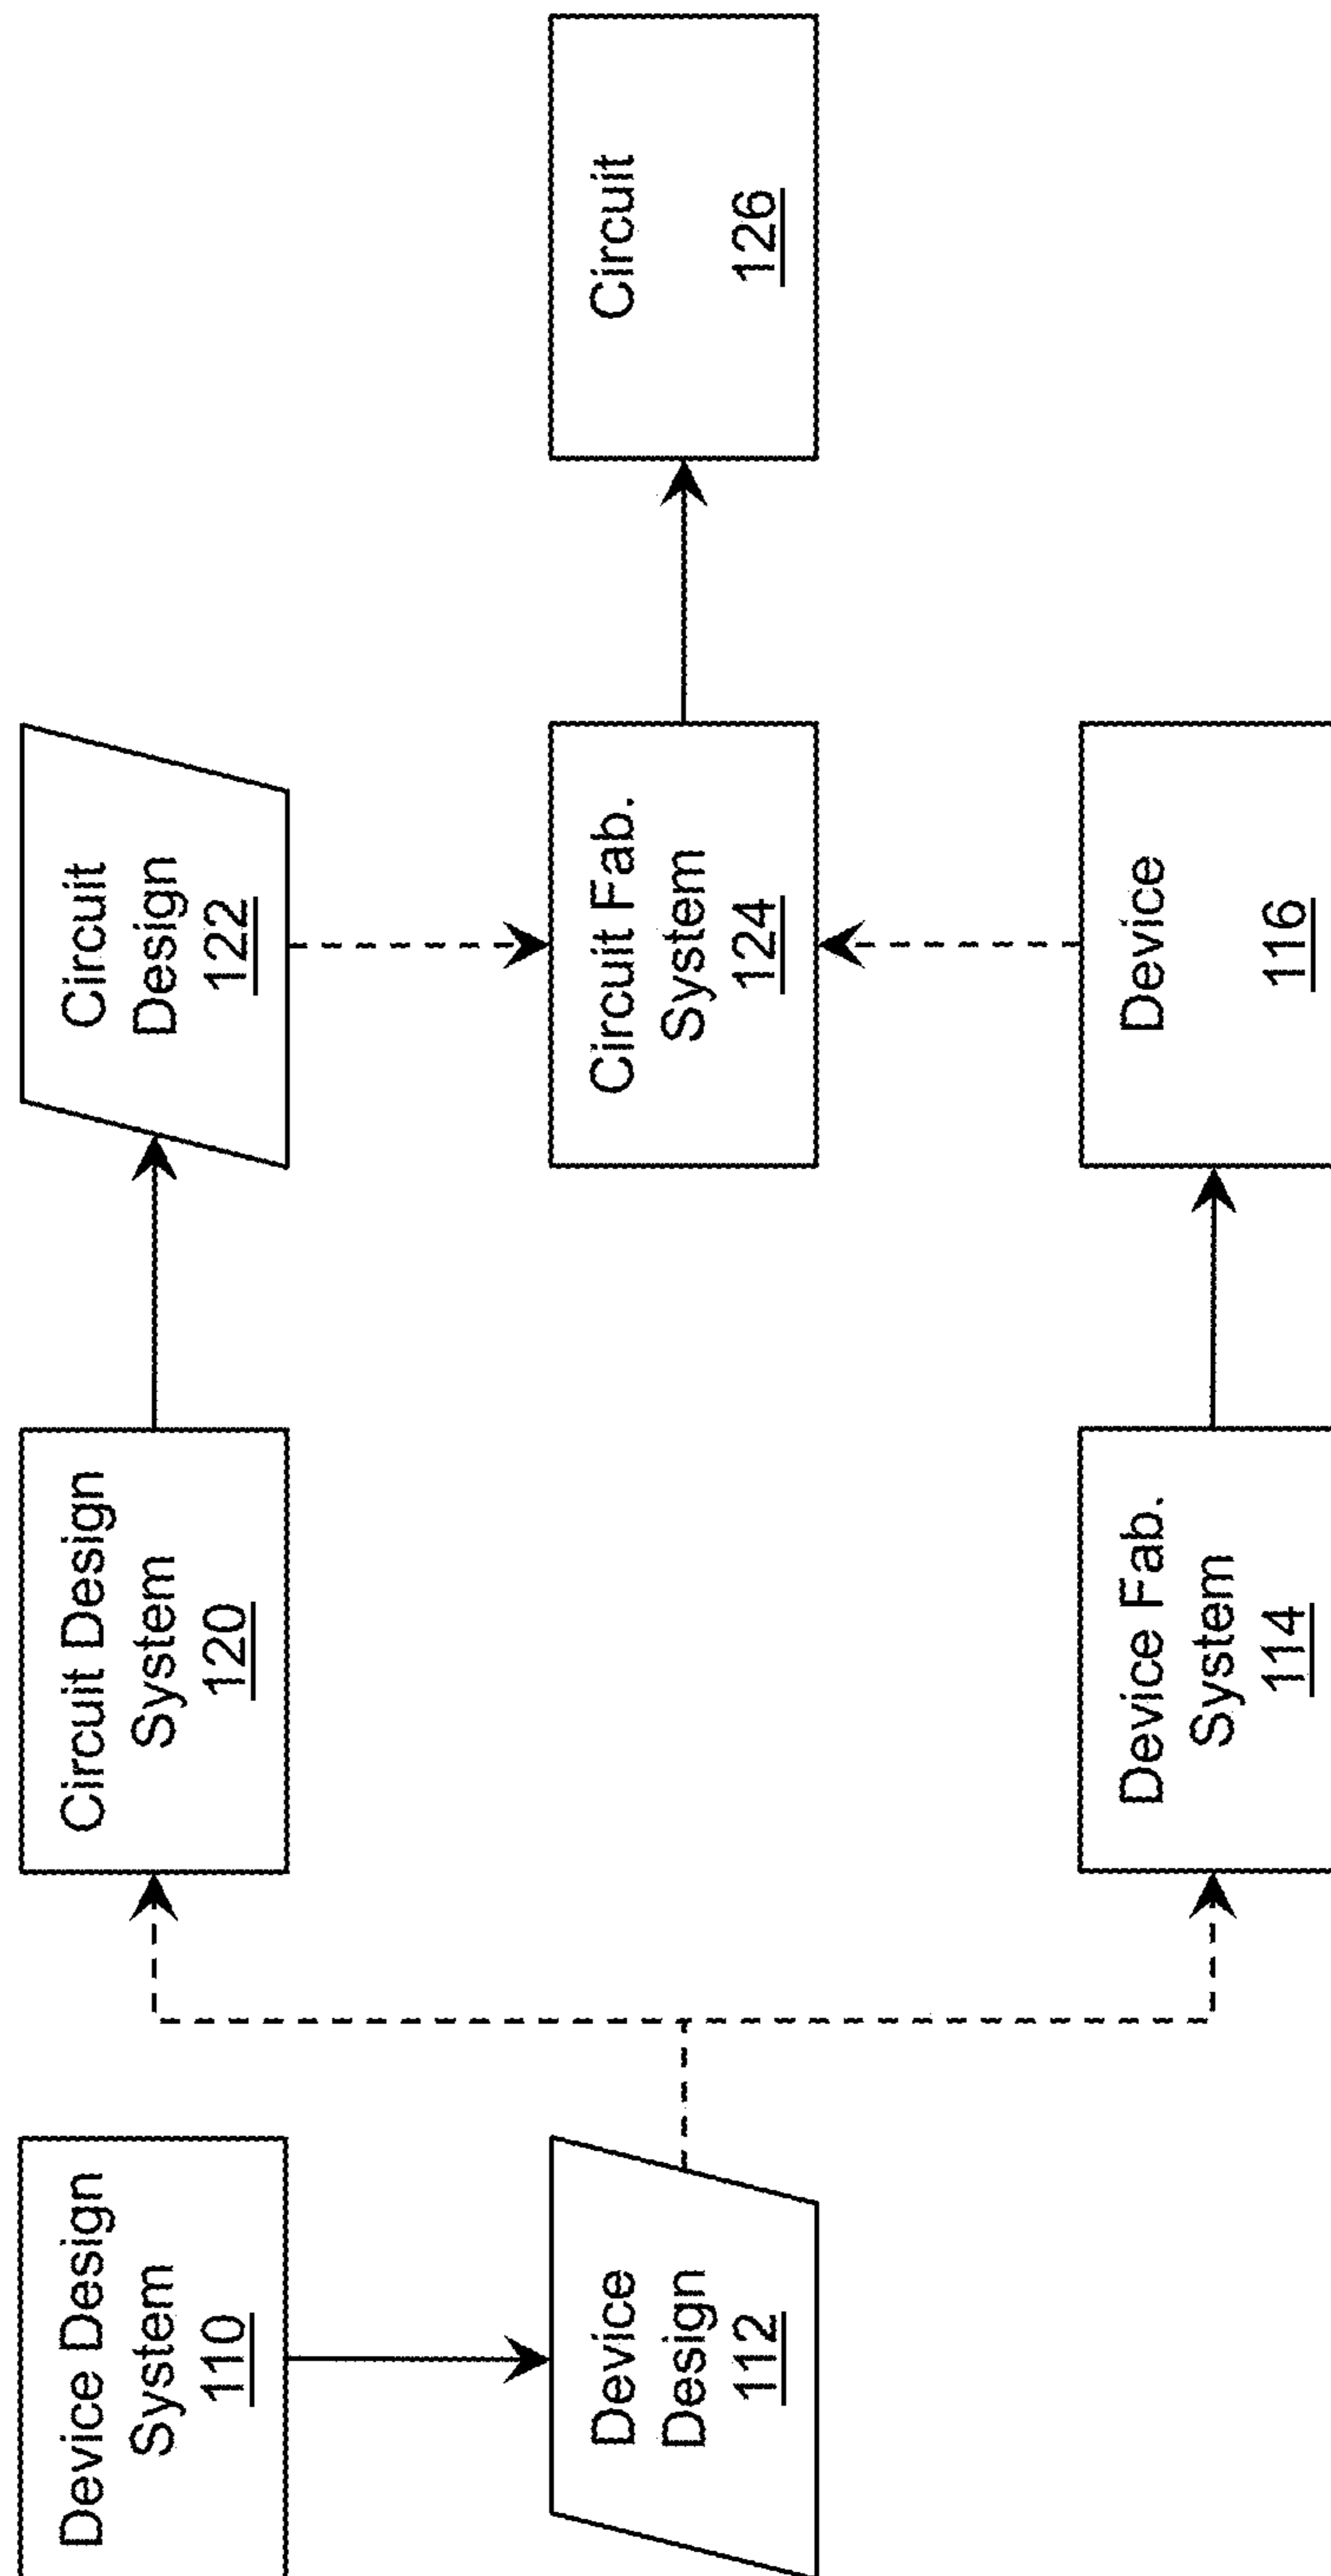 Device Design
System
110
Device
Design
112
Circuit Design
System
120
Device Fab.
System
114
Circuit
Design
122
Circuit Fab.
System
124
Device
116
Circuit
126